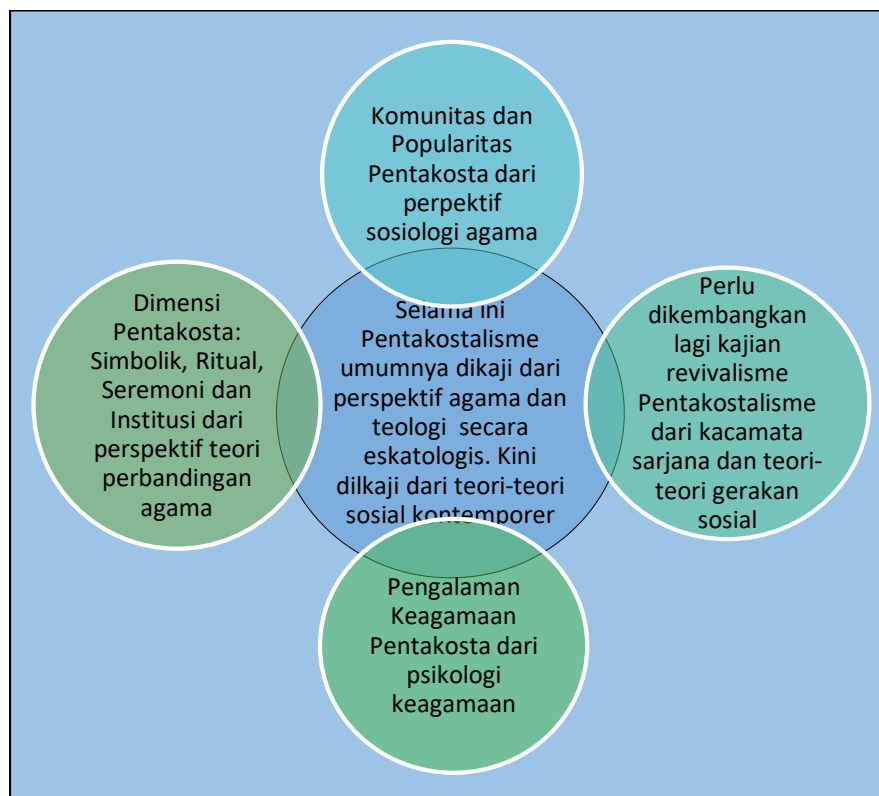 Komunitas dan
Popularitas
Pentakosta dari
perpektif
sosiologi agama
Dimensi
Pentakosta:
Simbolik, Ritual,
Seremoni dan
Institusi dari
perspektif teori
perbandingan
agama
Selama ini
Pentakostalisme
umumnya dikaji dari
perspektif agama dan
teologi secara
eskatologis. Kini
dilkaji dari teori-teori
sosial kontemporer
Perlu
dikembangkan
lagi kajian
revivalisme
Pentakostalisme
dari kacamata
sarjana dan teori-
teori gerakan
sosial
Pengalaman
Keagamaan
Pentakosta dari
psikologi
keagamaan